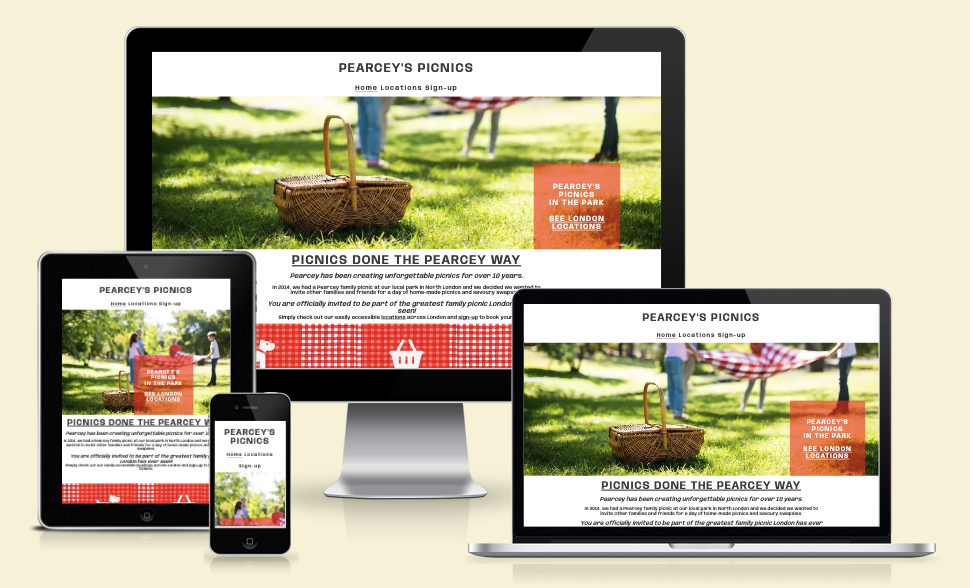 PEARCEY'S PICNICS
Home Locations Sign-up
PEARCEY'S
PICNICS
IN THE PARK
SEE LONDON
LOCATIONS
PICNICS DONE THE PEARCEY WAY
Pearcey has been creating unforgettable picnics for over 10 years.
In 2014, we had a Pearcey family picnic at our local park in North London and we decided we wanted to
invite other families and friends for a day of home-made picnics and savoury swapsies.
You are officially invited to be part of the greatest family picnic London
seen!
Simply check out our easily accessible locations across London and sign-up to book your
PEARCEY'S PICNICS
Home Locations Sign-up
PEARCEY'S
PICNICS
IN THE PARK
SEE LONDON
LOCATIONS
PICNICS DONE THE PEARCEY W
Pearcey has been creating unforgettable picnics for over 1
In 2014, we had a Pearcey family picnic at our local park in North London and we
wanted to invite other families and friends for a day of home-made picnics and savoury
swapsies.
You are officially invited to be part of the greatest family
London has ever seen!
Simply check out our easily accessible locations across London and sign-up to
tickets.
PEARCEY'S
PICNICS
Home Locations
Sign-up
PEARCEY'S PICNICS
Home Locations Sign-up
PEARCEY'S
PICNICS
IN THE PARK
SEE LONDON
LOCATIONS
PICNICS DONE THE PEARCEY WAY
Pearcey has been creating unforgettable picnics for over 10 years.
In 2014, we had a Pearcey family picnic at our local park in North London and we decided we wanted to
invite other families and friends for a day of home-made picnics and savoury swapsies.
You are officially invited to be part of the greatest family picnic London has ever